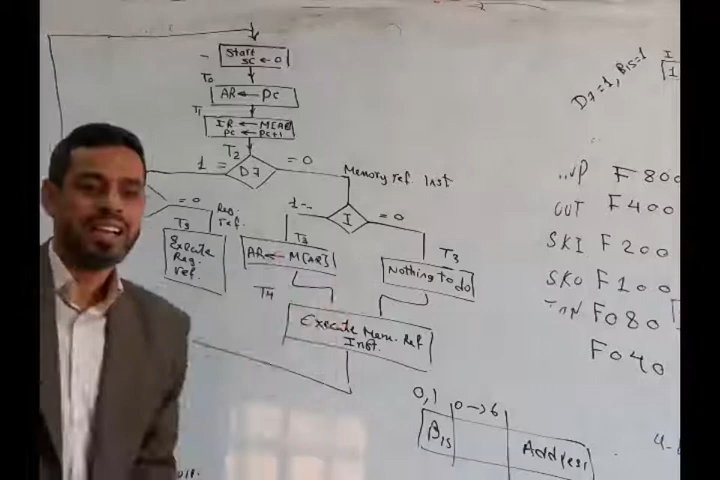 Start
SC ← 0
T0
AR ← PC
T1
IR ← M[AR]
PC ← PC+1
T2
1 =
D7
= 0
Memory ref. Inst
= 0
Reg.
ref.
T3
Execute
Reg.
ref.
1 =
I
= 0
T3
AR ← M[AR]
T3
Nothing to
do
T4
Execute Mem. Ref
Inst.
D7=1, B15=1
I
1
F800
OUT F400
SKI F200
SKO F100
F080
F040
0,1
0→6
B15
Address